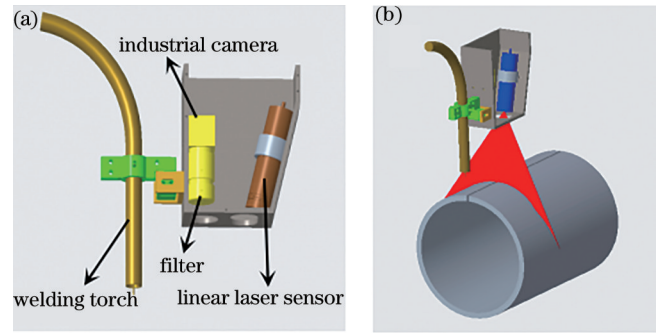 (a)
industrial camera
filter
welding torch
linear laser sensor
(b)